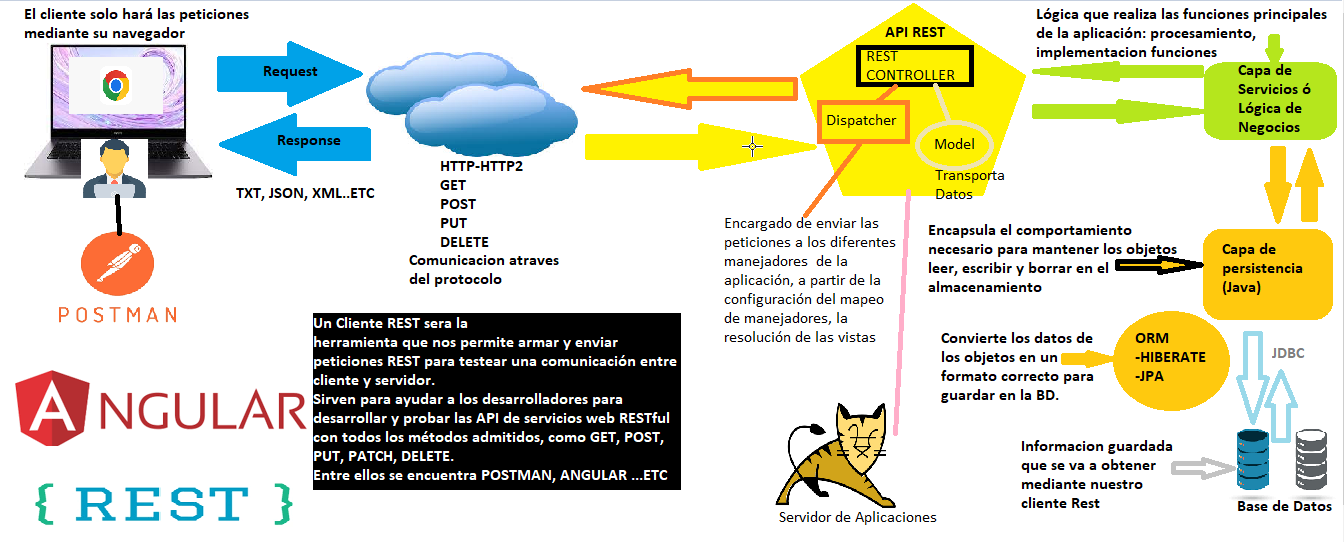 El cliente solo hará las peticiones
mediante su navegador
Request
Response
TXT, JSON, XML..ETC
POSTMAN
HTTP-HTTP2
GET
POST
PUT
DELETE
Comunicacion atraves
del protocolo
API REST
REST
CONTROLLER
Dispatcher
Model
Transporta
Datos
Encargado de enviar las
peticiones a los diferentes
manejadores de la
aplicación, a partir de la
configuración del mapeo
de manejadores, la
resolución de las vistas
Lógica que realiza las funciones principales
de la aplicación: procesamiento,
implementacion funciones
Capa de
Servicios ó
Lógica de
Negocios
Encapsula el comportamiento
necesario para mantener los objetos
leer, escribir y borrar en el
almacenamiento
Capa de
persistencia
(Java)
Convierte los datos de
los objetos en un
formato correcto para
guardar en la BD.
ORM
-HIBERATE
-JPA
JDBC
Informacion guardada
que se va a obtener
mediante nuestro
cliente Rest
Base de Datos
Servidor de Aplicaciones
Un Cliente REST sera la
herramienta que nos permite armar y enviar
peticiones REST para testear una comunicación entre
cliente y servidor.
Sirven para ayudar a los desarrolladores para
desarrollar y probar las API de servicios web RESTful
con todos los métodos admitidos, como GET, POST,
PUT, PATCH, DELETE.
Entre ellos se encuentra POSTMAN, ANGULAR ...ETC
ANGULAR
{ REST }